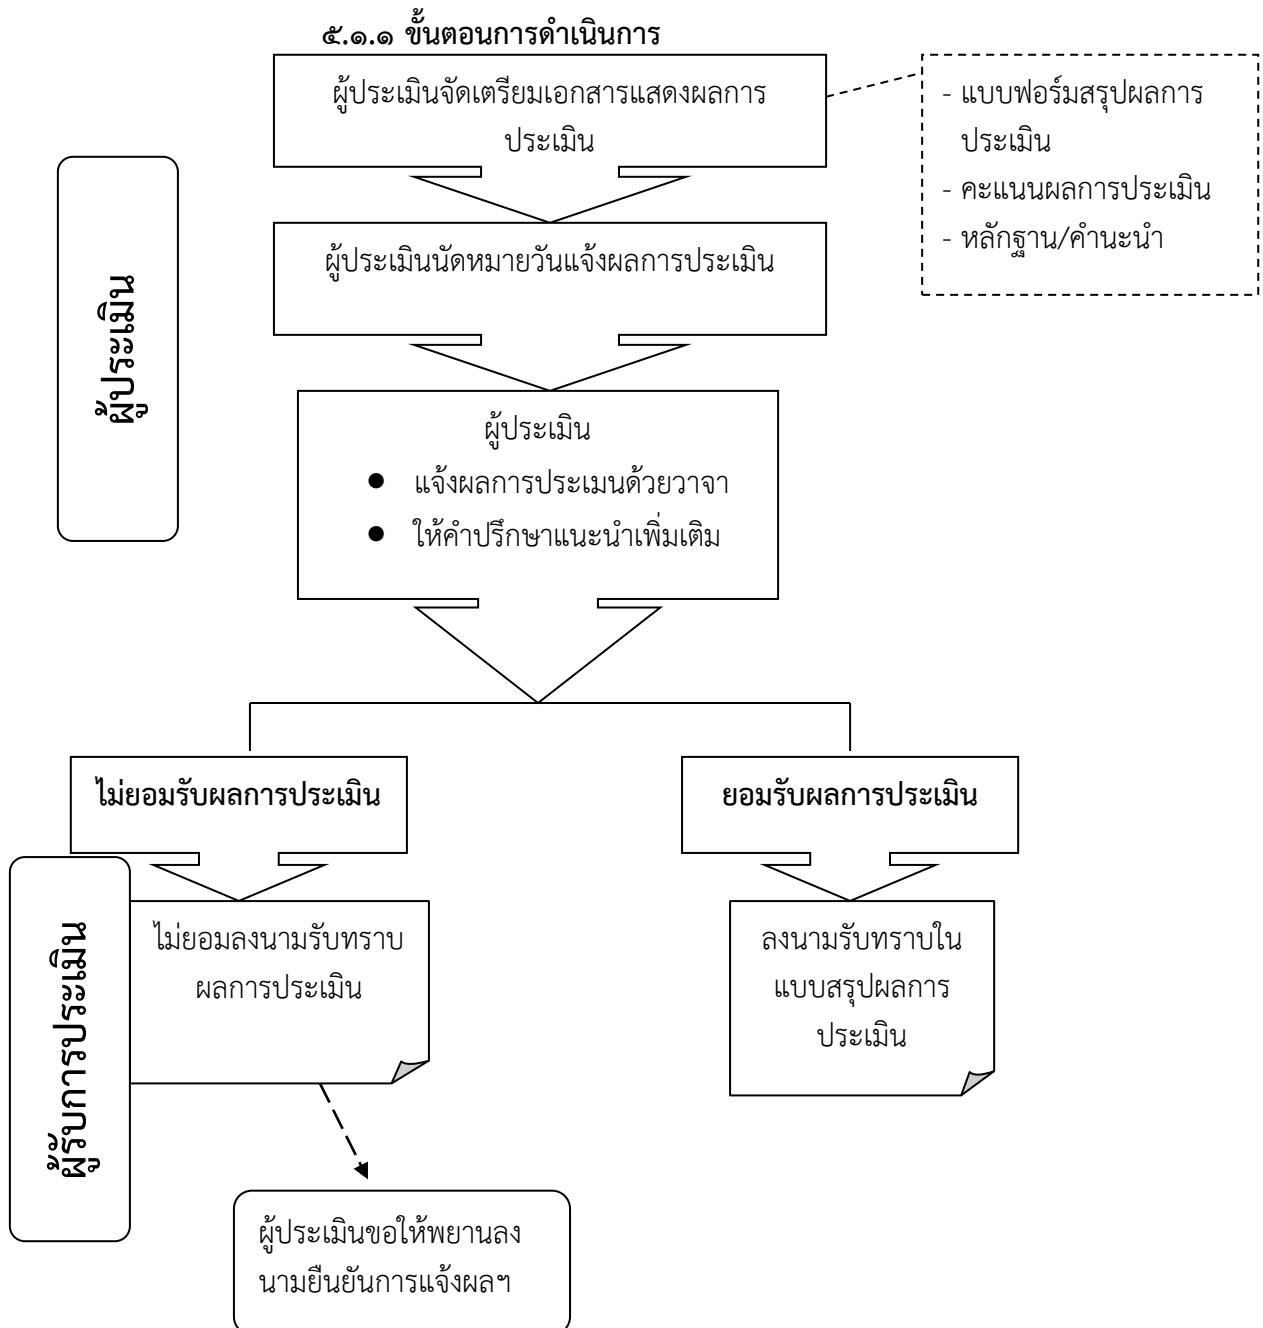 ๕.๑.๑ ขั้นตอนการดำเนินการ
ผู้ประเมินจัดเตรียมเอกสารแสดงผลการ
ประเมิน
- แบบฟอร์มสรุปผลการ
ประเมิน
- คะแนนผลการประเมิน
- หลักฐาน/คำนะนำ
ผู้ประเมิน
ผู้ประเมินนัดหมายวันแจ้งผลการประเมิน
ผู้ประเมิน
● แจ้งผลการประเมนด้วยวาจา
● ให้คำปรึกษาแนะนำเพิ่มเติม
ไม่ยอมรับผลการประเมิน
ยอมรับผลการประเมิน
ผู้รับการประเมิน
ไม่ยอมลงนามรับทราบ
ผลการประเมิน
ลงนามรับทราบใน
แบบสรุปผลการ
ประเมิน
ผู้ประเมินขอให้พยานลง
นามยืนยันการแจ้งผลฯ